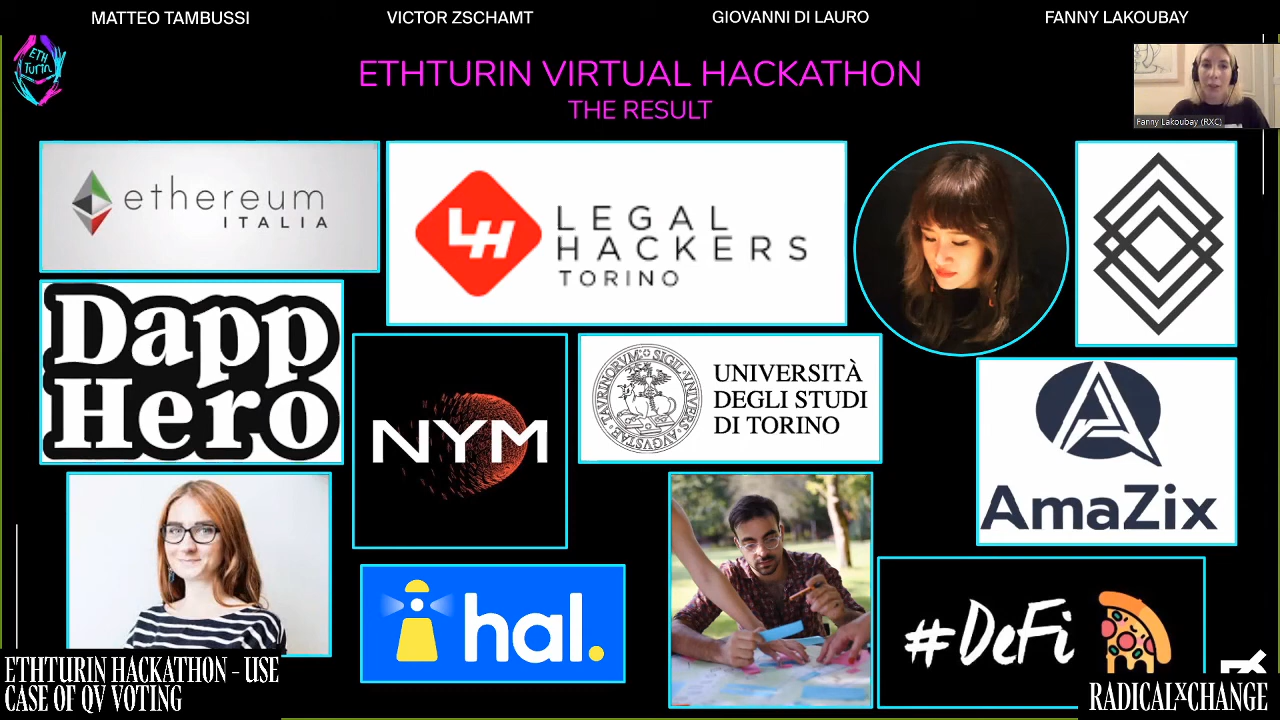 MATTEO TAMBUSSI
VICTOR ZSCHAMT
GIOVANNI DI LAURO
FANNY LAKOUBAY
ETH
Turin
ETHTURIN VIRTUAL HACKATHON
THE RESULT
Fanny Lakoubay (RXC)
ethereum
ITALIA
LH
LEGAL
HACKERS
TORINO
Dapp
Hero
NYM
UNIVERSITÀ
DEGLI STUDI
DI TORINO
AmaZix
hal.
#DeFi
ETHTURIN HACKATHON - USE
CASE OF QV VOTING
RADICALXCHANGE